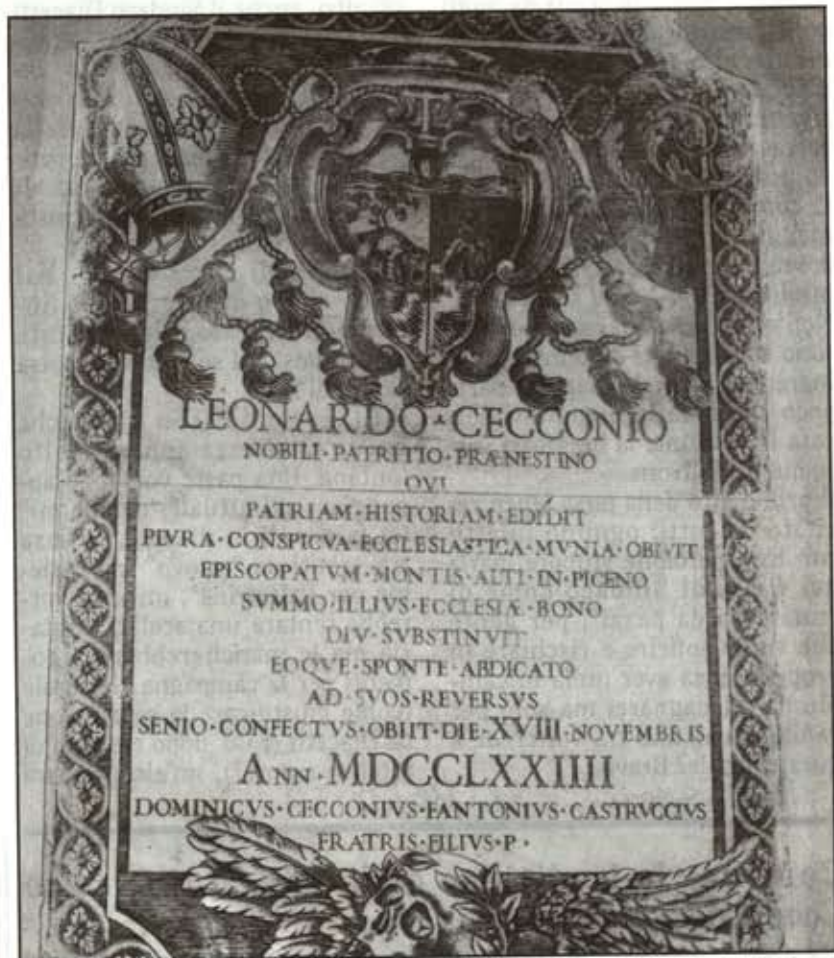 LEONARDO · CECCONIO
NOBILI · PATRITIO · PRÆNESTINO
QVI
PATRIAM · HISTORIAM · EDIDIT
PLVRA · CONSPICVA · ECCLESIASTICA · MVNIA · OBIVIT
EPISCOPATVM · MONTIS · ALTI · IN · PICENO
SVMMO · ILLIVS · ECCLESIÆ · BONO
DIV · SVBSTINVIT
EOQVE · SPONTE · ABDICATO
AD · SVOS · REVERSVS
SENIO · CONFECTVS · OBIIT · DIE · XVIII · NOVEMBRIS
ANN · MDCCLXXIIII
DOMINICVS · CECCONIVS · FANTONIVS · CASTRVCCIVS
FRATRIS · FILIVS · P ·